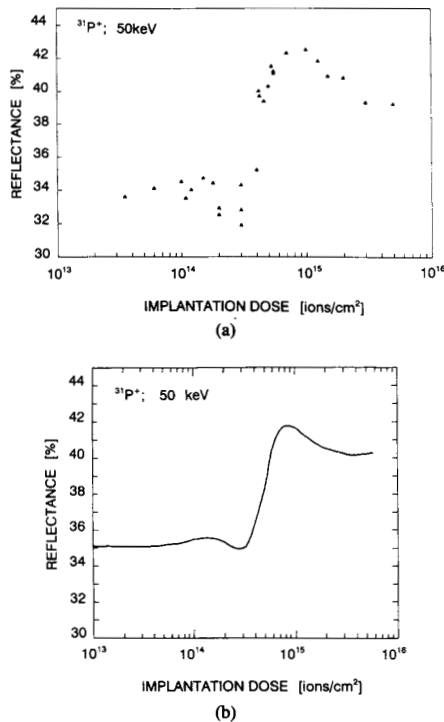 ³¹P⁺; 50keV
REFLECTANCE [%]
44
42
40
38
36
34
32
30
10¹³ 10¹⁴ 10¹⁵ 10¹⁶
IMPLANTATION DOSE [ions/cm²]
(a)
³¹P⁺; 50 keV
REFLECTANCE [%]
44
42
40
38
36
34
32
30
10¹³ 10¹⁴ 10¹⁵ 10¹⁶
IMPLANTATION DOSE [ions/cm²]
(b)